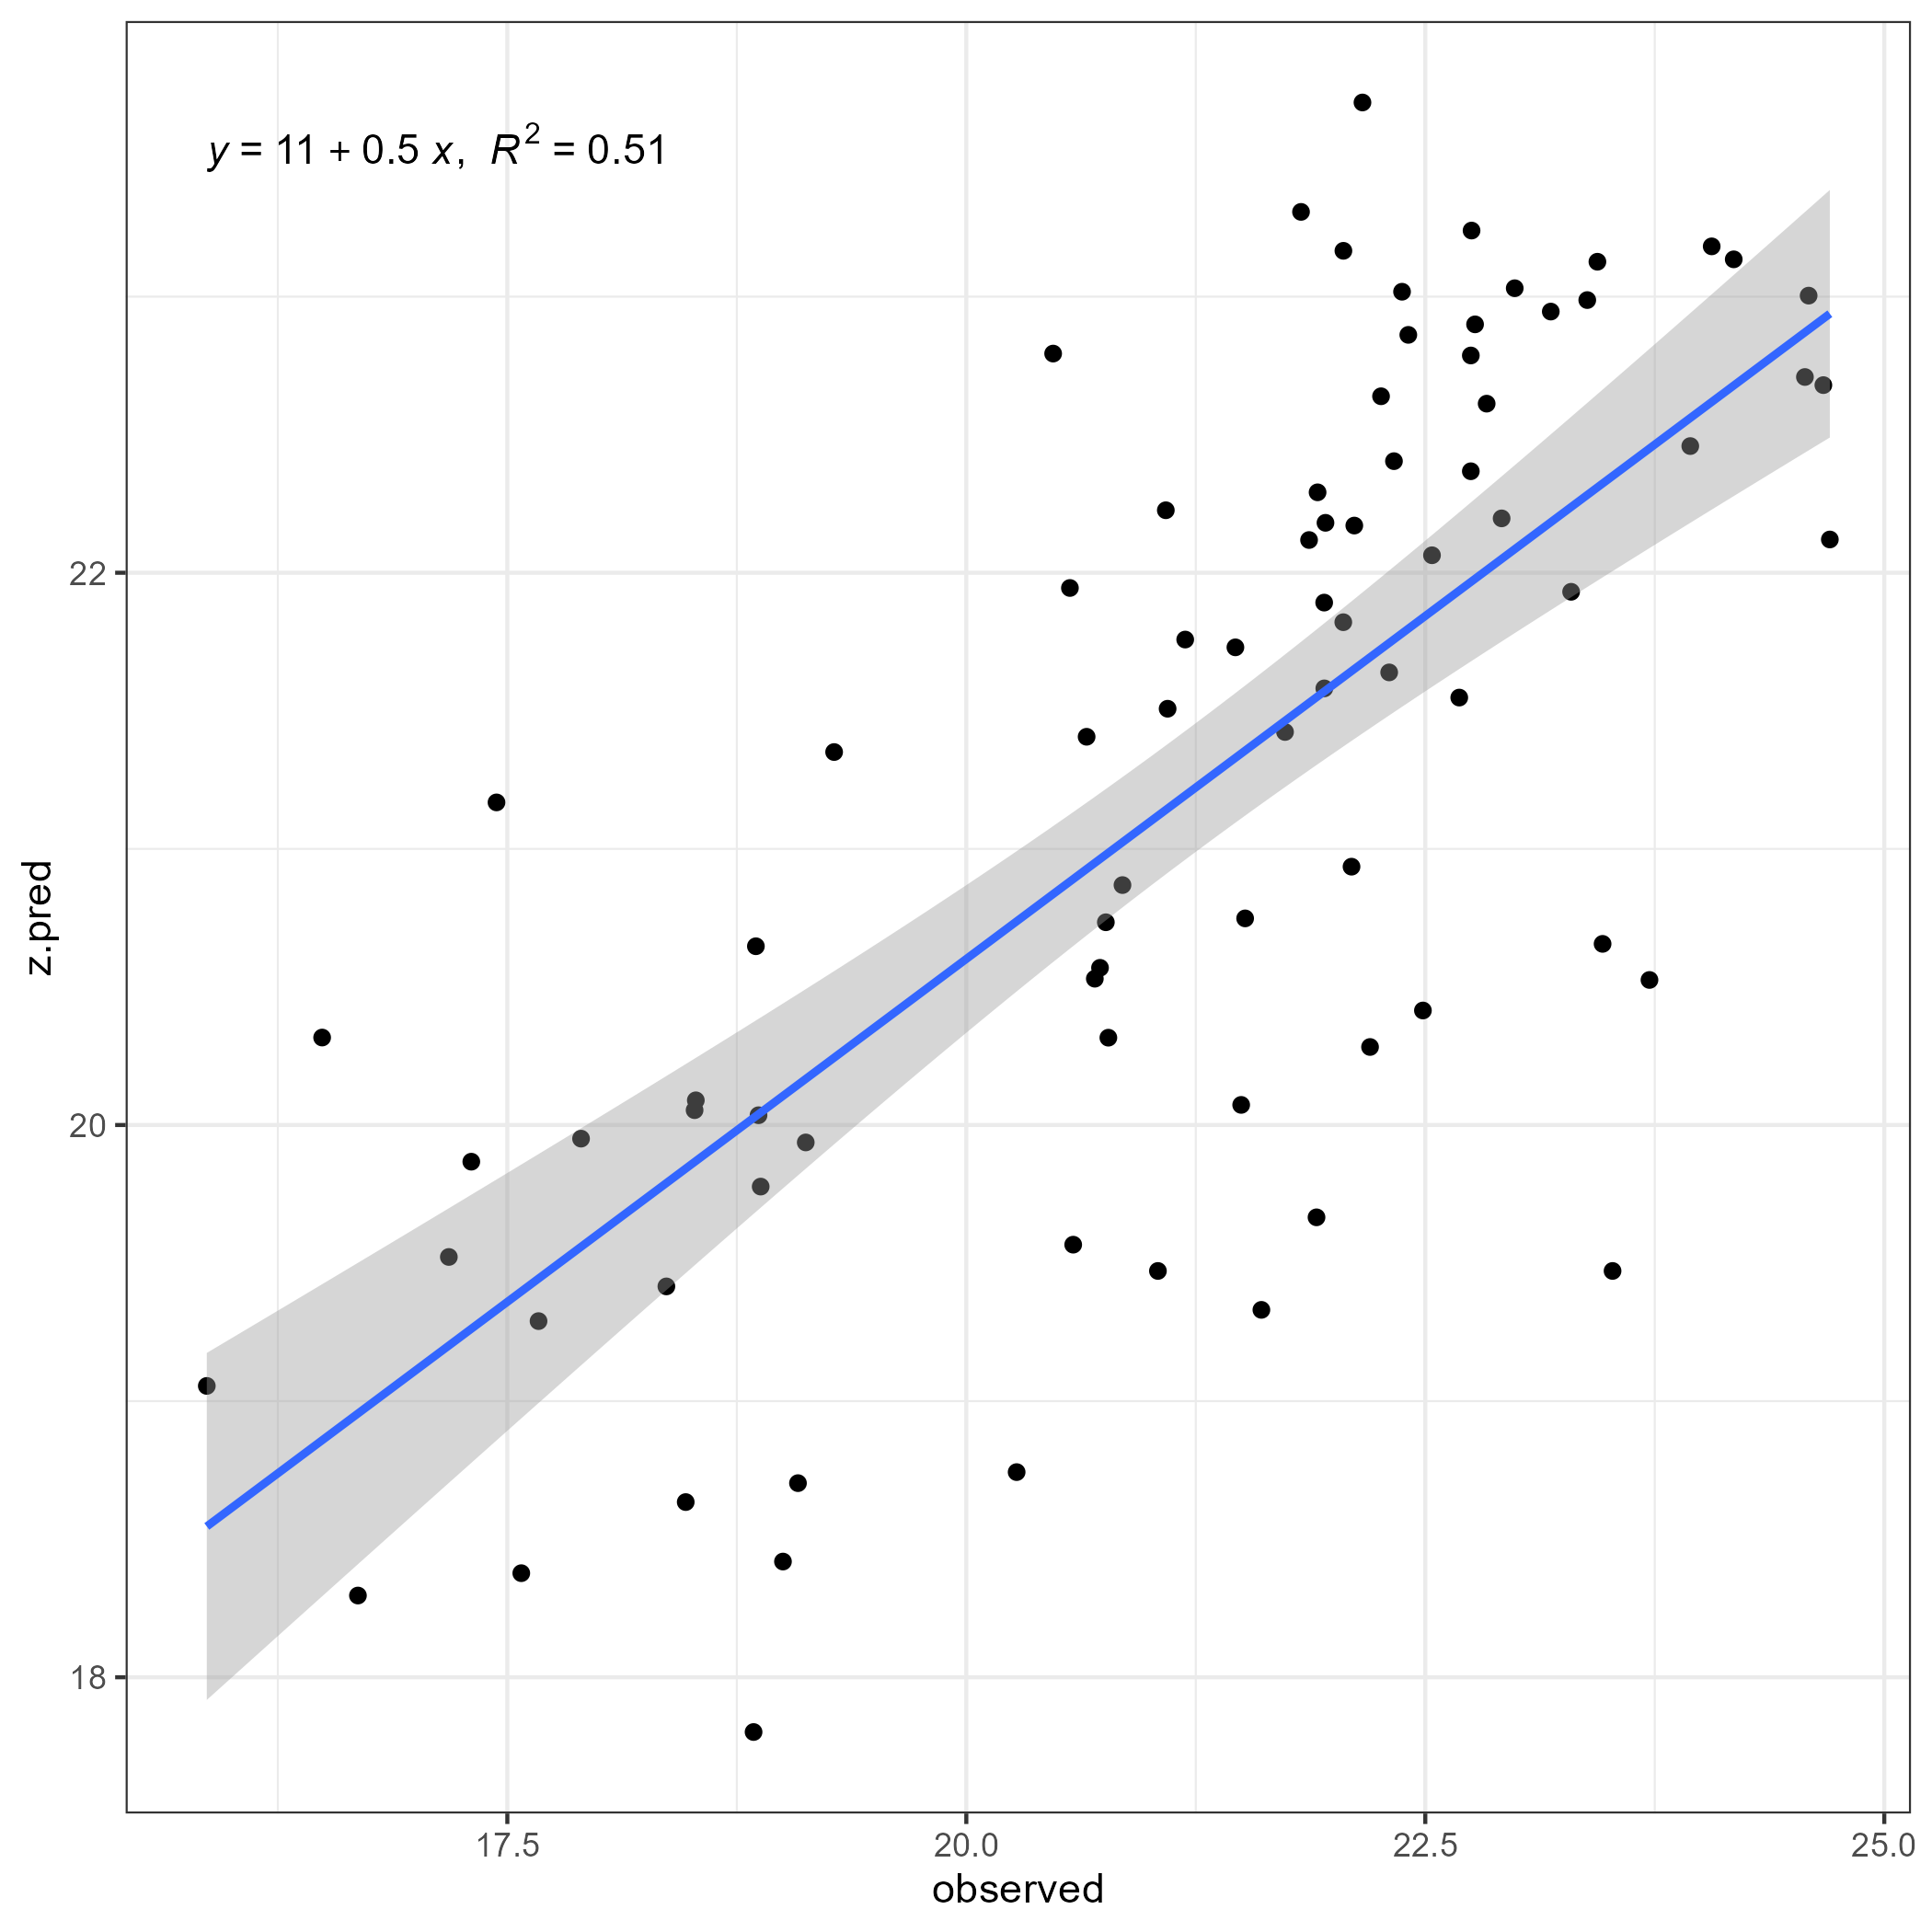 y = 11 + 0.5 x, R² = 0.51
z.pred
22
20
18
17.5 20.0 22.5 25.0
observed